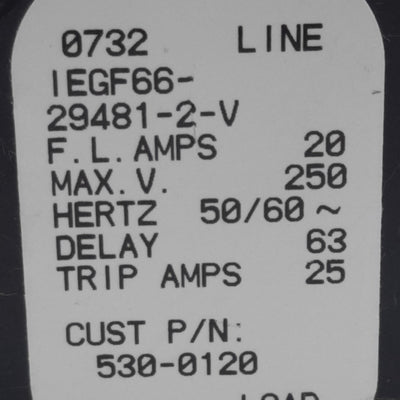 0732 LINE
IEGF66-
29481-2-V
F.L.AMPS 20
MAX.V. 250
HERTZ 50/60 ~
DELAY 63
TRIP AMPS 25
CUST P/N:
530-0120
LOAD